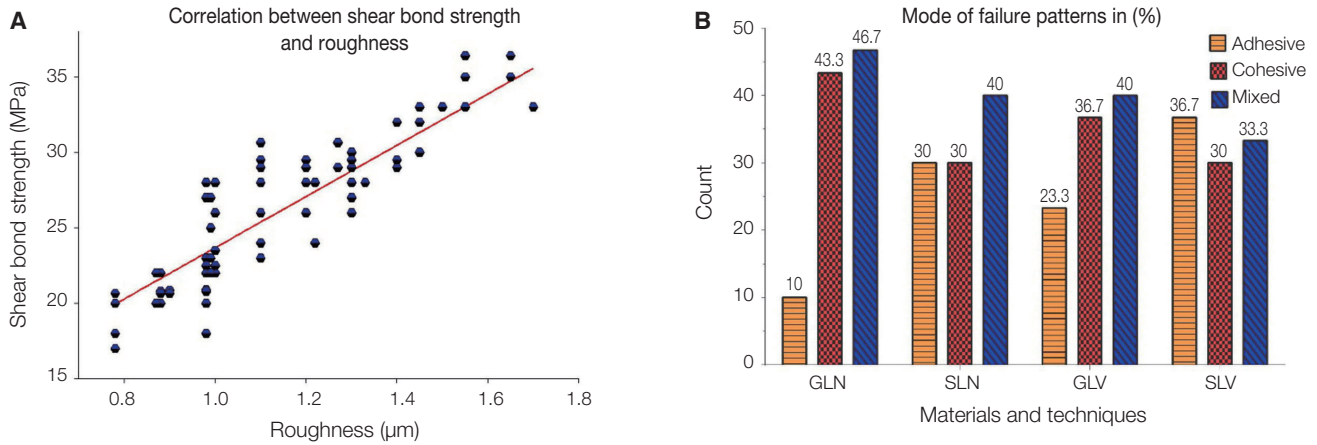 A
Correlation between shear bond strength
and roughness
Shear bond strength (MPa)
35
30
25
20
15
0.8 1.0 1.2 1.4 1.6 1.8
Roughness (μm)
B
Mode of failure patterns in (%)
Adhesive
Cohesive
Mixed
Count
50
40
30
20
10
0
10 43.3 46.7
30 30 40
23.3 36.7 40
36.7 30 33.3
GLN SLN GLV SLV
Materials and techniques